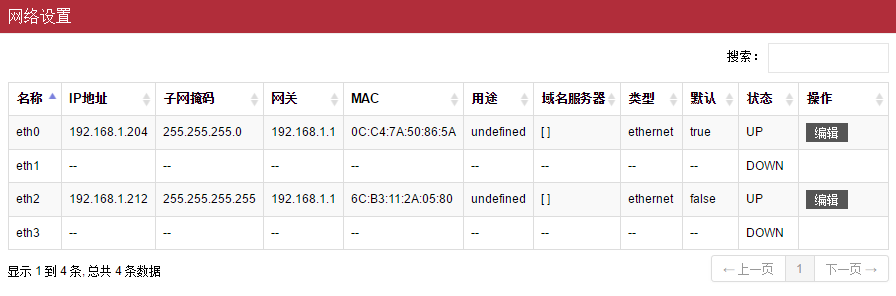 网络设置
搜索：
名称 IP地址 子网掩码 网关 MAC 用途 域名服务器 类型 默认 状态 操作
eth0 192.168.1.204 255.255.255.0 192.168.1.1 0C:C4:7A:50:86:5A undefined [ ] ethernet true UP 编辑
eth1 -- -- -- -- -- -- -- -- DOWN
eth2 192.168.1.212 255.255.255.255 192.168.1.1 6C:B3:11:2A:05:80 undefined [ ] ethernet false UP 编辑
eth3 -- -- -- -- -- -- -- -- DOWN
显示 1 到 4 条, 总共 4 条数据 ← 上一页 1 下一页 →